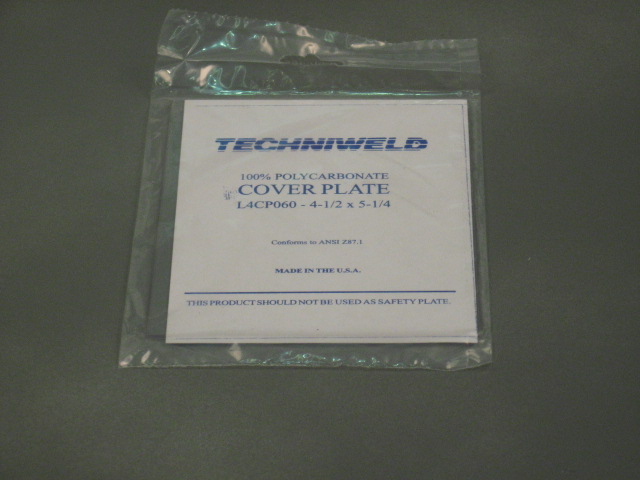 TECHNIWELD
100% POLYCARBONATE
COVER PLATE
L4CP060 - 4-1/2 x 5-1/4
Conforms to ANSI Z87.1
MADE IN THE U.S.A.
THIS PRODUCT SHOULD NOT BE USED AS SAFETY PLATE.